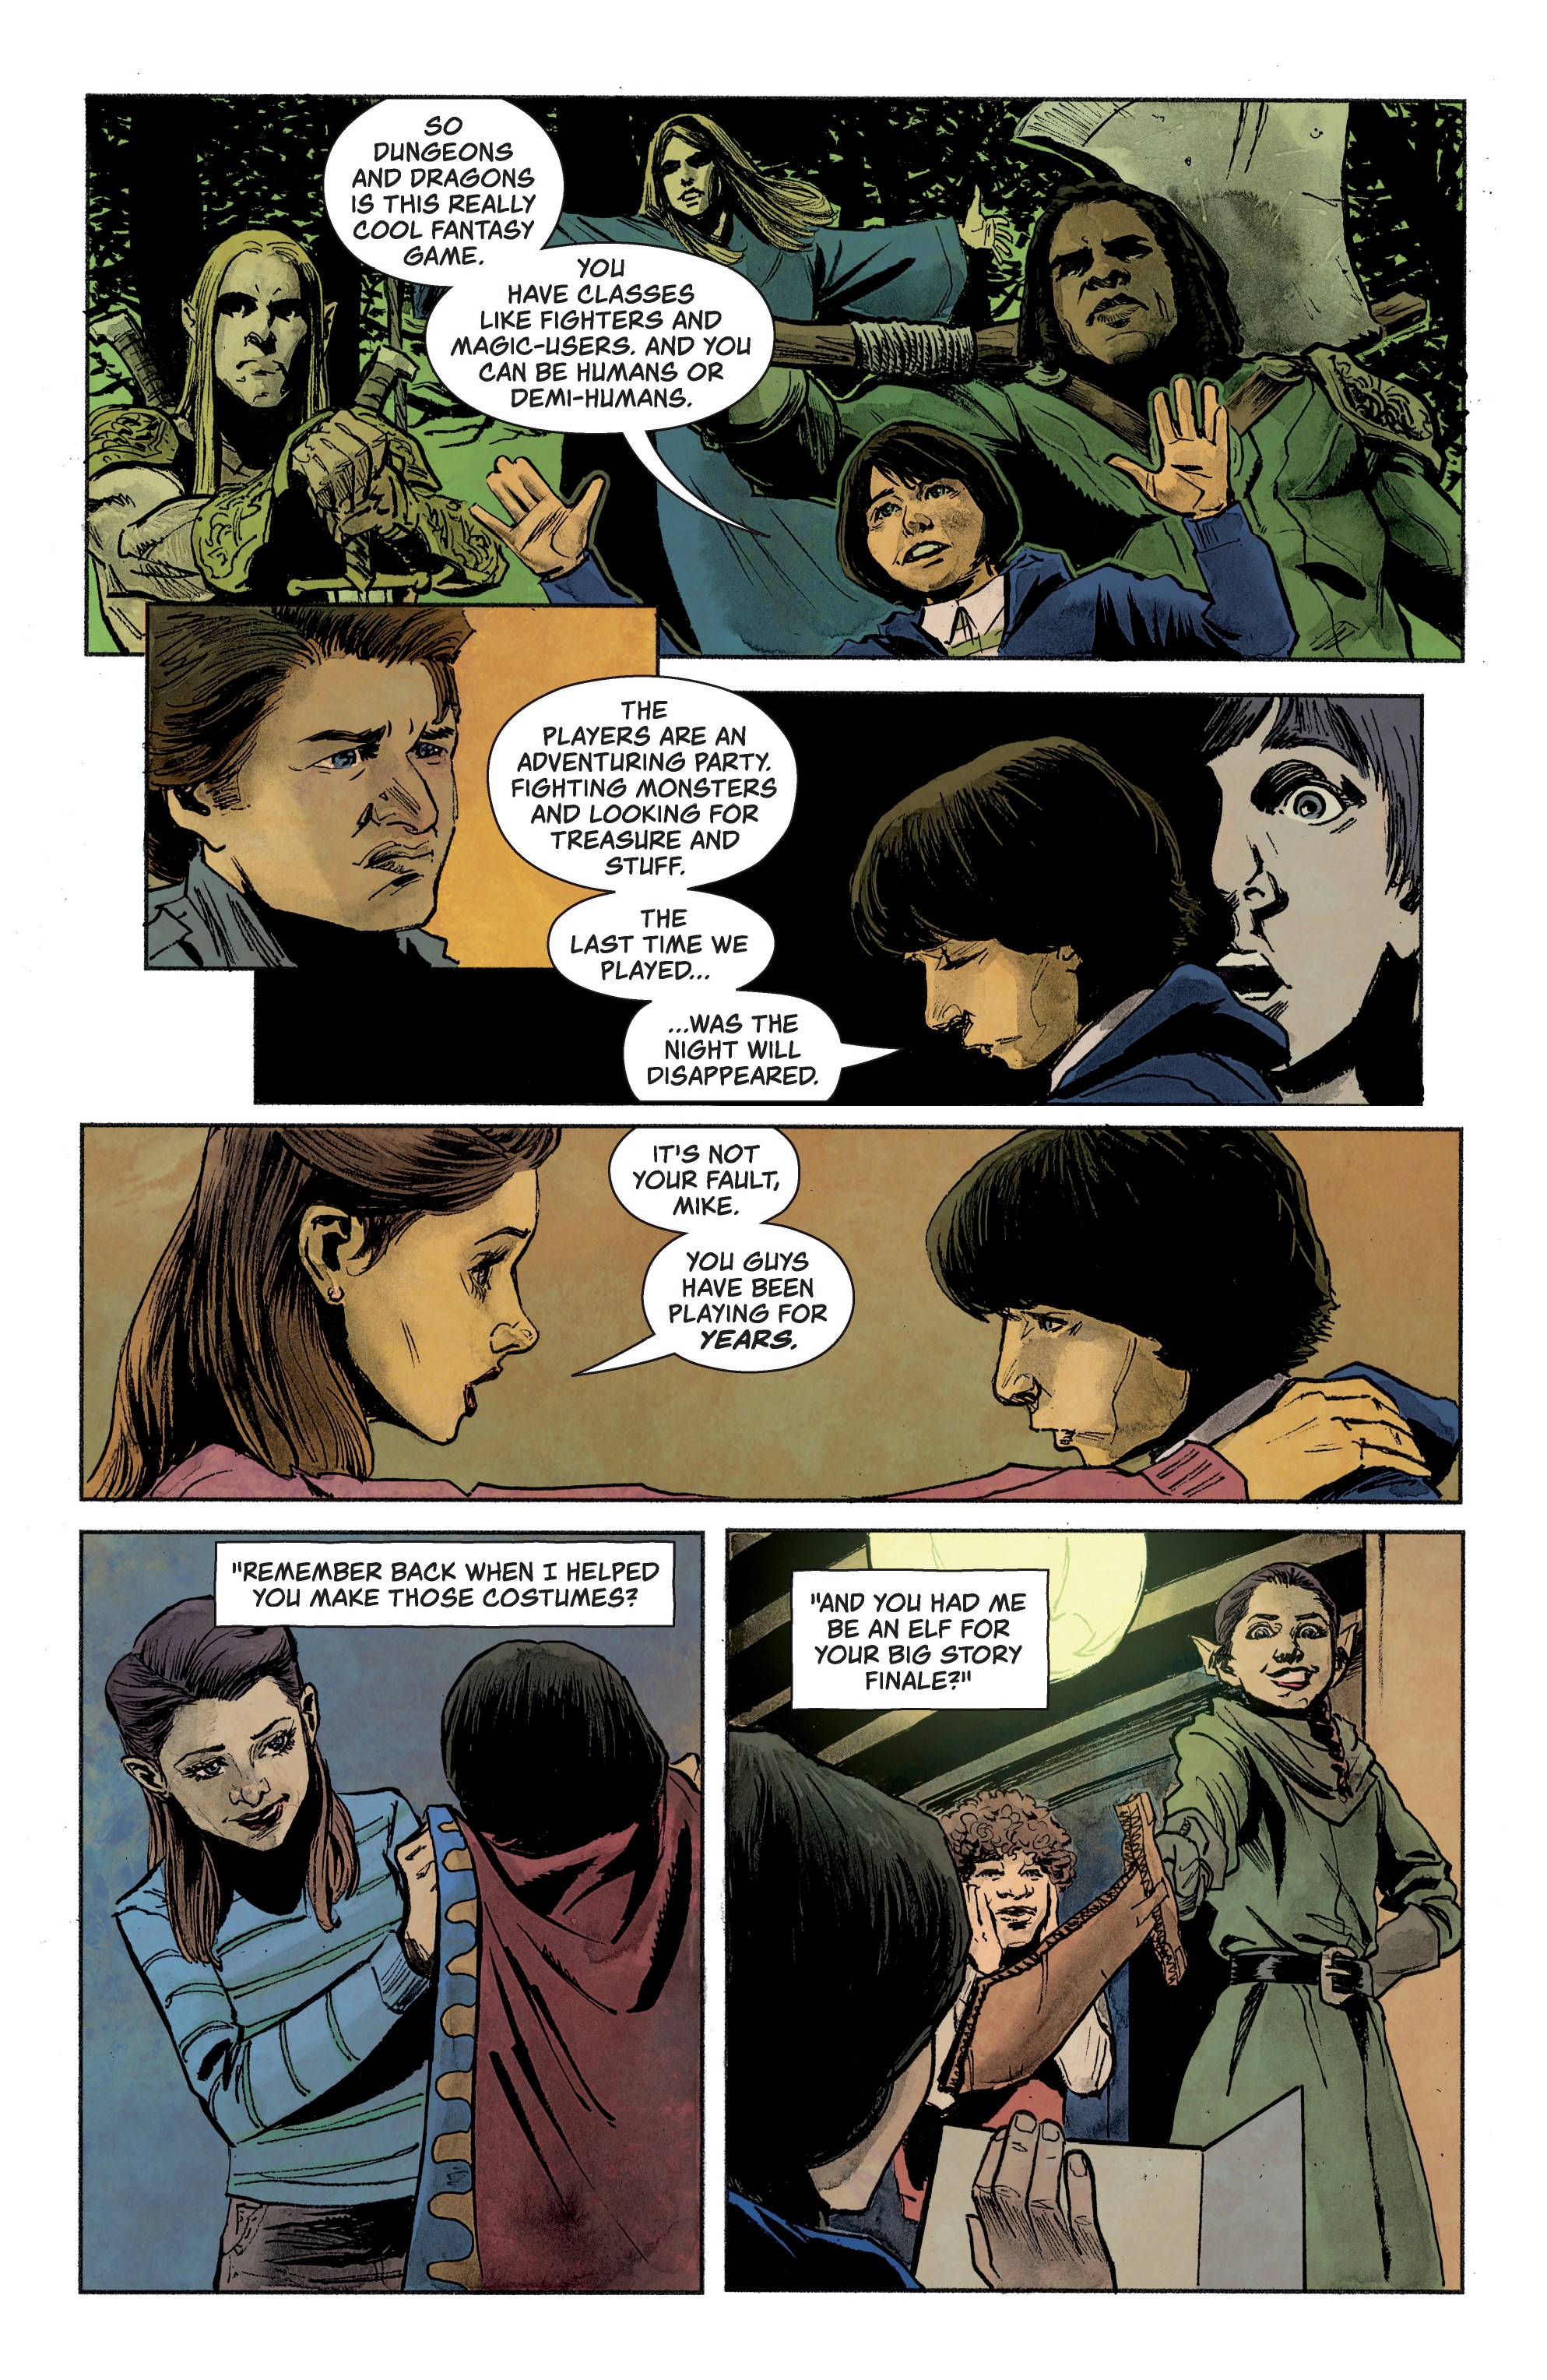 SO
DUNGEONS
AND DRAGONS
IS THIS REALLY
COOL FANTASY
GAME.
YOU
HAVE CLASSES
LIKE FIGHTERS AND
MAGIC-USERS. AND YOU
CAN BE HUMANS OR
DEMI-HUMANS.
THE
PLAYERS ARE AN
ADVENTURING PARTY.
FIGHTING MONSTERS
AND LOOKING FOR
TREASURE AND
STUFF.
THE
LAST TIME WE
PLAYED...
...WAS THE
NIGHT WILL
DISAPPEARED.
IT'S NOT
YOUR FAULT,
MIKE.
YOU GUYS
HAVE BEEN
PLAYING FOR
YEARS.
"REMEMBER BACK WHEN I HELPED
YOU MAKE THOSE COSTUMES?
"AND YOU HAD ME
BE AN ELF FOR
YOUR BIG STORY
FINALE?"